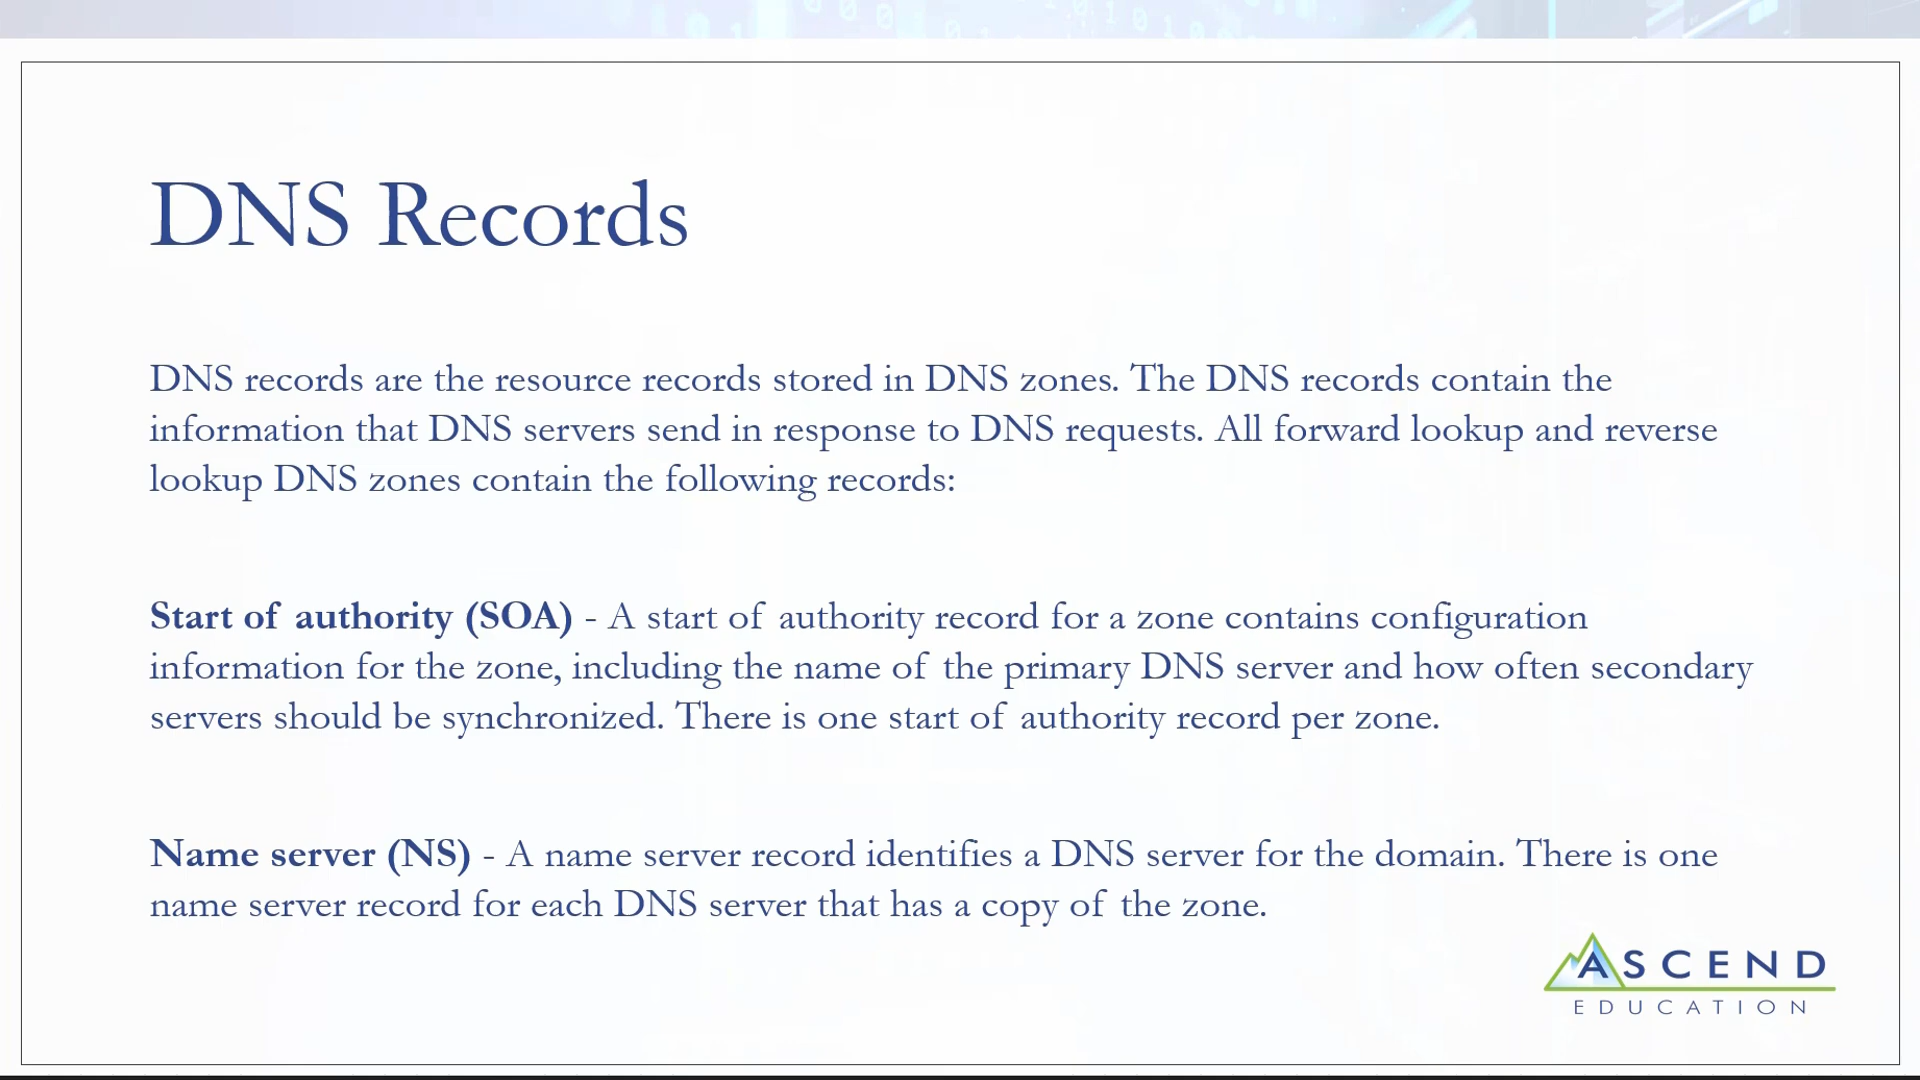 DNS Records
DNS records are the resource records stored in DNS zones. The DNS records contain the
information that DNS servers send in response to DNS requests. All forward lookup and reverse
lookup DNS zones contain the following records:
Start of authority (SOA) - A start of authority record for a zone contains configuration
information for the zone, including the name of the primary DNS server and how often secondary
servers should be synchronized. There is one start of authority record per zone.
Name server (NS) - A name server record identifies a DNS server for the domain. There is one
name server record for each DNS server that has a copy of the zone.
ASCEND
EDUCATION